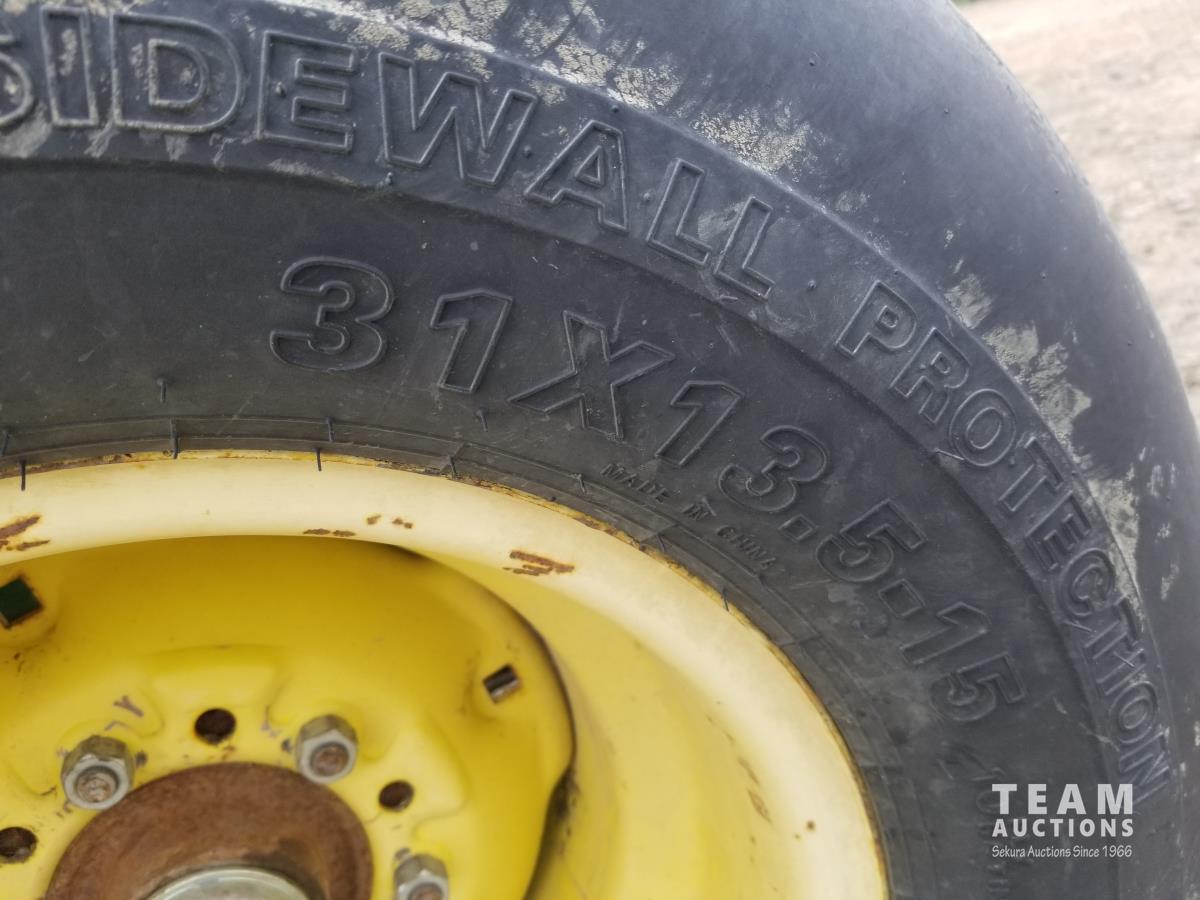 SIDEWALL PROTECTION
31X13.5-15
MADE IN CHINA
TEAM
AUCTIONS
Sekura Auctions Since 1966